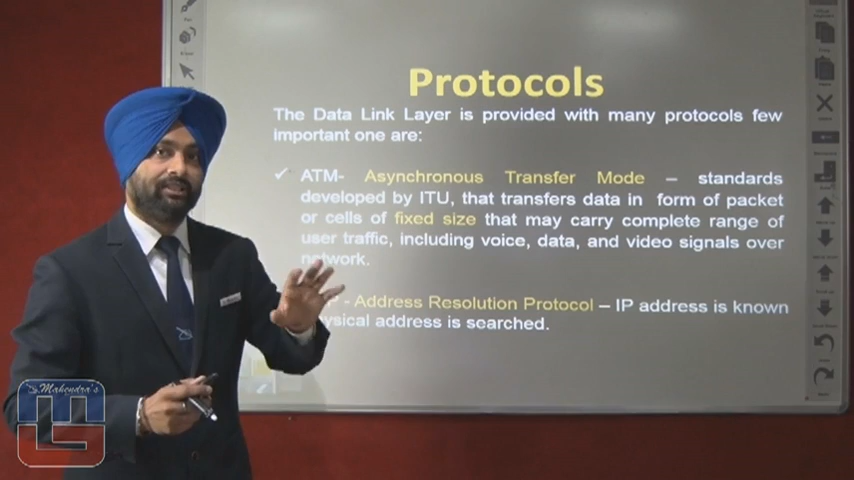 Protocols
The Data Link Layer is provided with many protocols few
important one are:
✓ ATM- Asynchronous Transfer Mode – standards
developed by ITU, that transfers data in form of packet
or cells of fixed size that may carry complete range of
user traffic, including voice, data, and video signals over
network.
P - Address Resolution Protocol – IP address is known
ysical address is searched.
Mahendra's